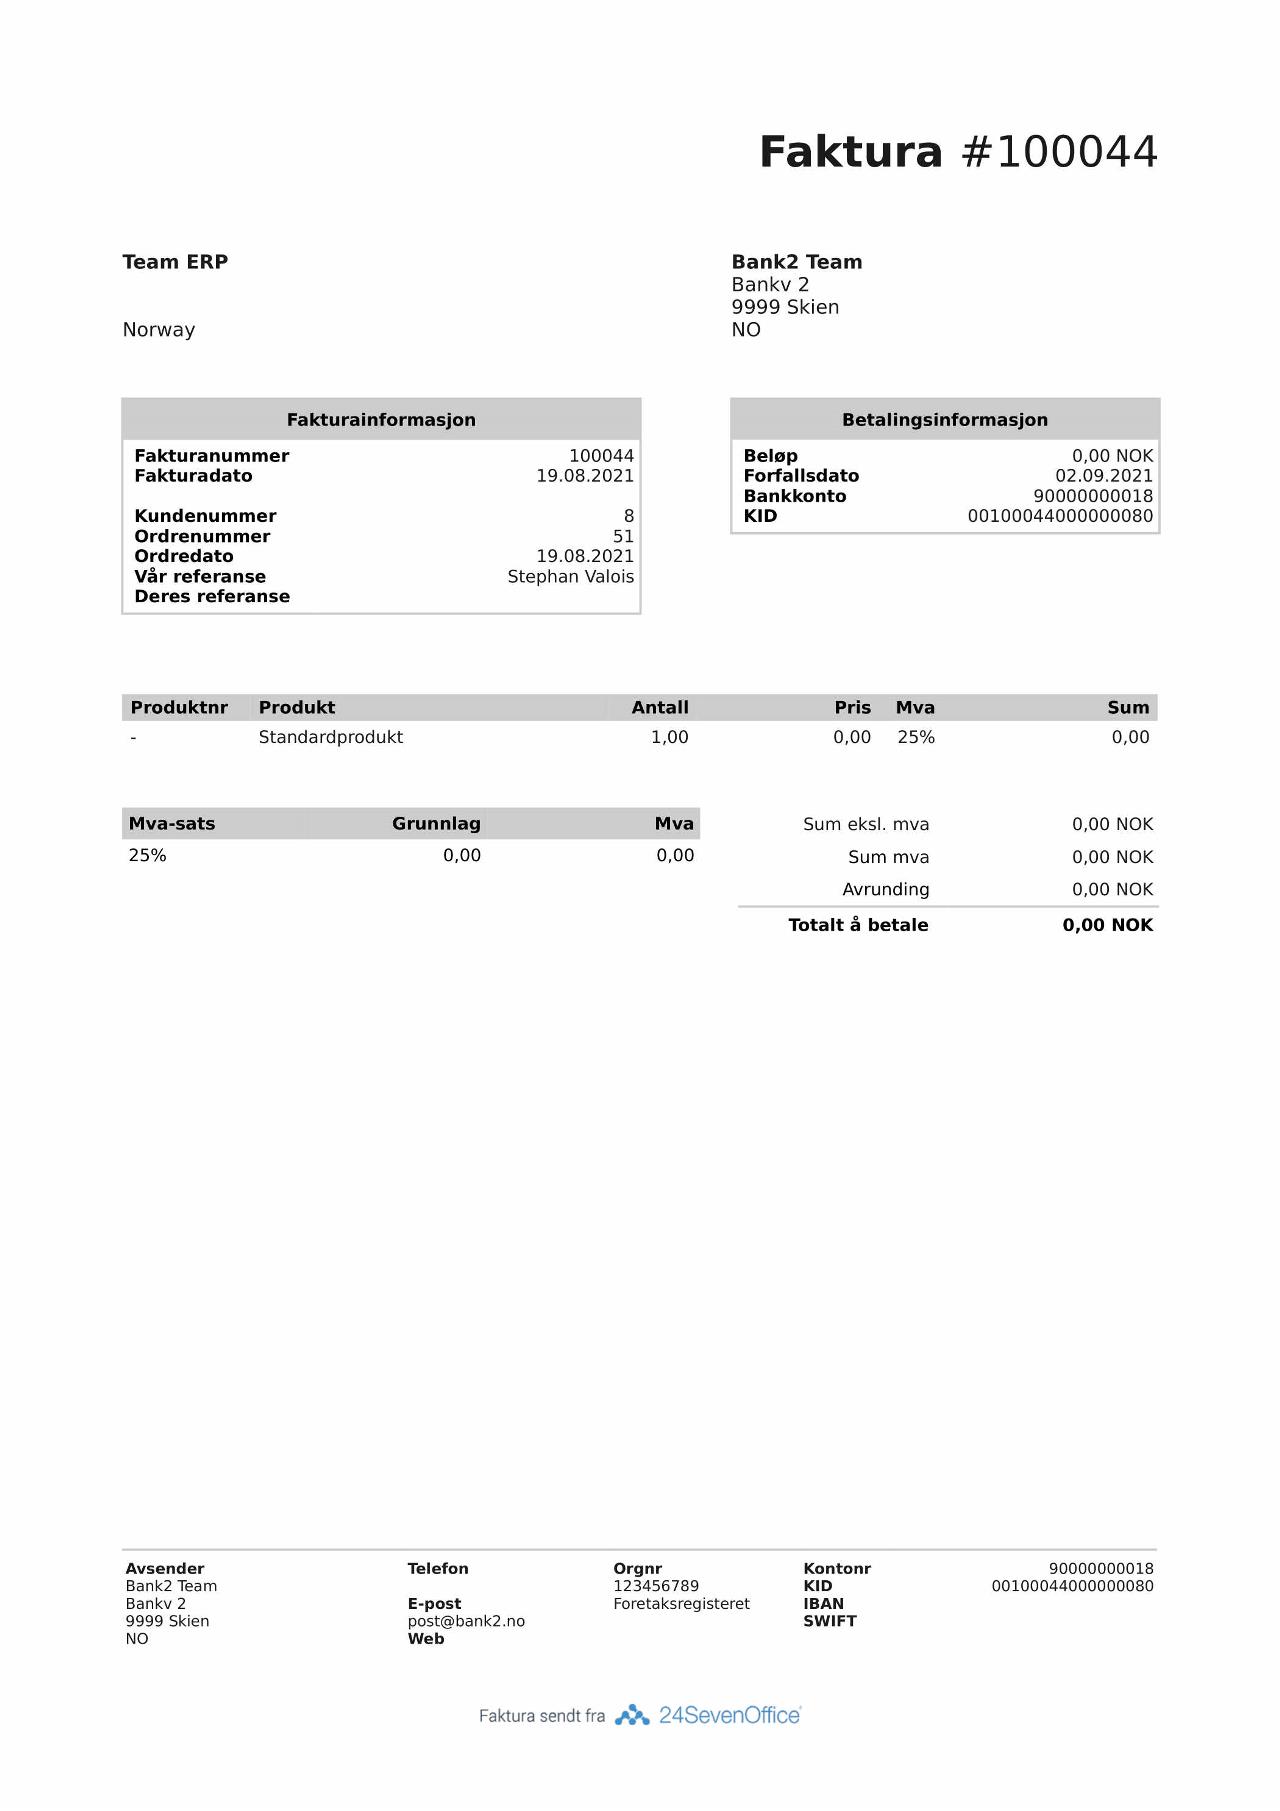 Faktura #100044
Team ERP
Norway
Bank2 Team
Bankv 2
9999 Skien
NO
Fakturainformasjon
Fakturanummer 100044
Fakturadato 19.08.2021
Kundenummer 8
Ordrenummer 51
Ordredato 19.08.2021
Vår referanse Stephan Valois
Deres referanse
Betalingsinformasjon
Beløp 0,00 NOK
Forfallsdato 02.09.2021
Bankkonto 90000000018
KID 00100044000000080
Produktnr Produkt Antall Pris Mva Sum
- Standardprodukt 1,00 0,00 25% 0,00
Mva-sats Grunnlag Mva
25% 0,00 0,00
Sum eksl. mva 0,00 NOK
Sum mva 0,00 NOK
Avrunding 0,00 NOK
Totalt å betale 0,00 NOK
Avsender
Bank2 Team
Bankv 2
9999 Skien
NO
Telefon
E-post
post@bank2.no
Web
Orgnr
123456789
Foretaksregisteret
Kontonr 90000000018
KID 00100044000000080
IBAN
SWIFT
Faktura sendt fra 24SevenOffice